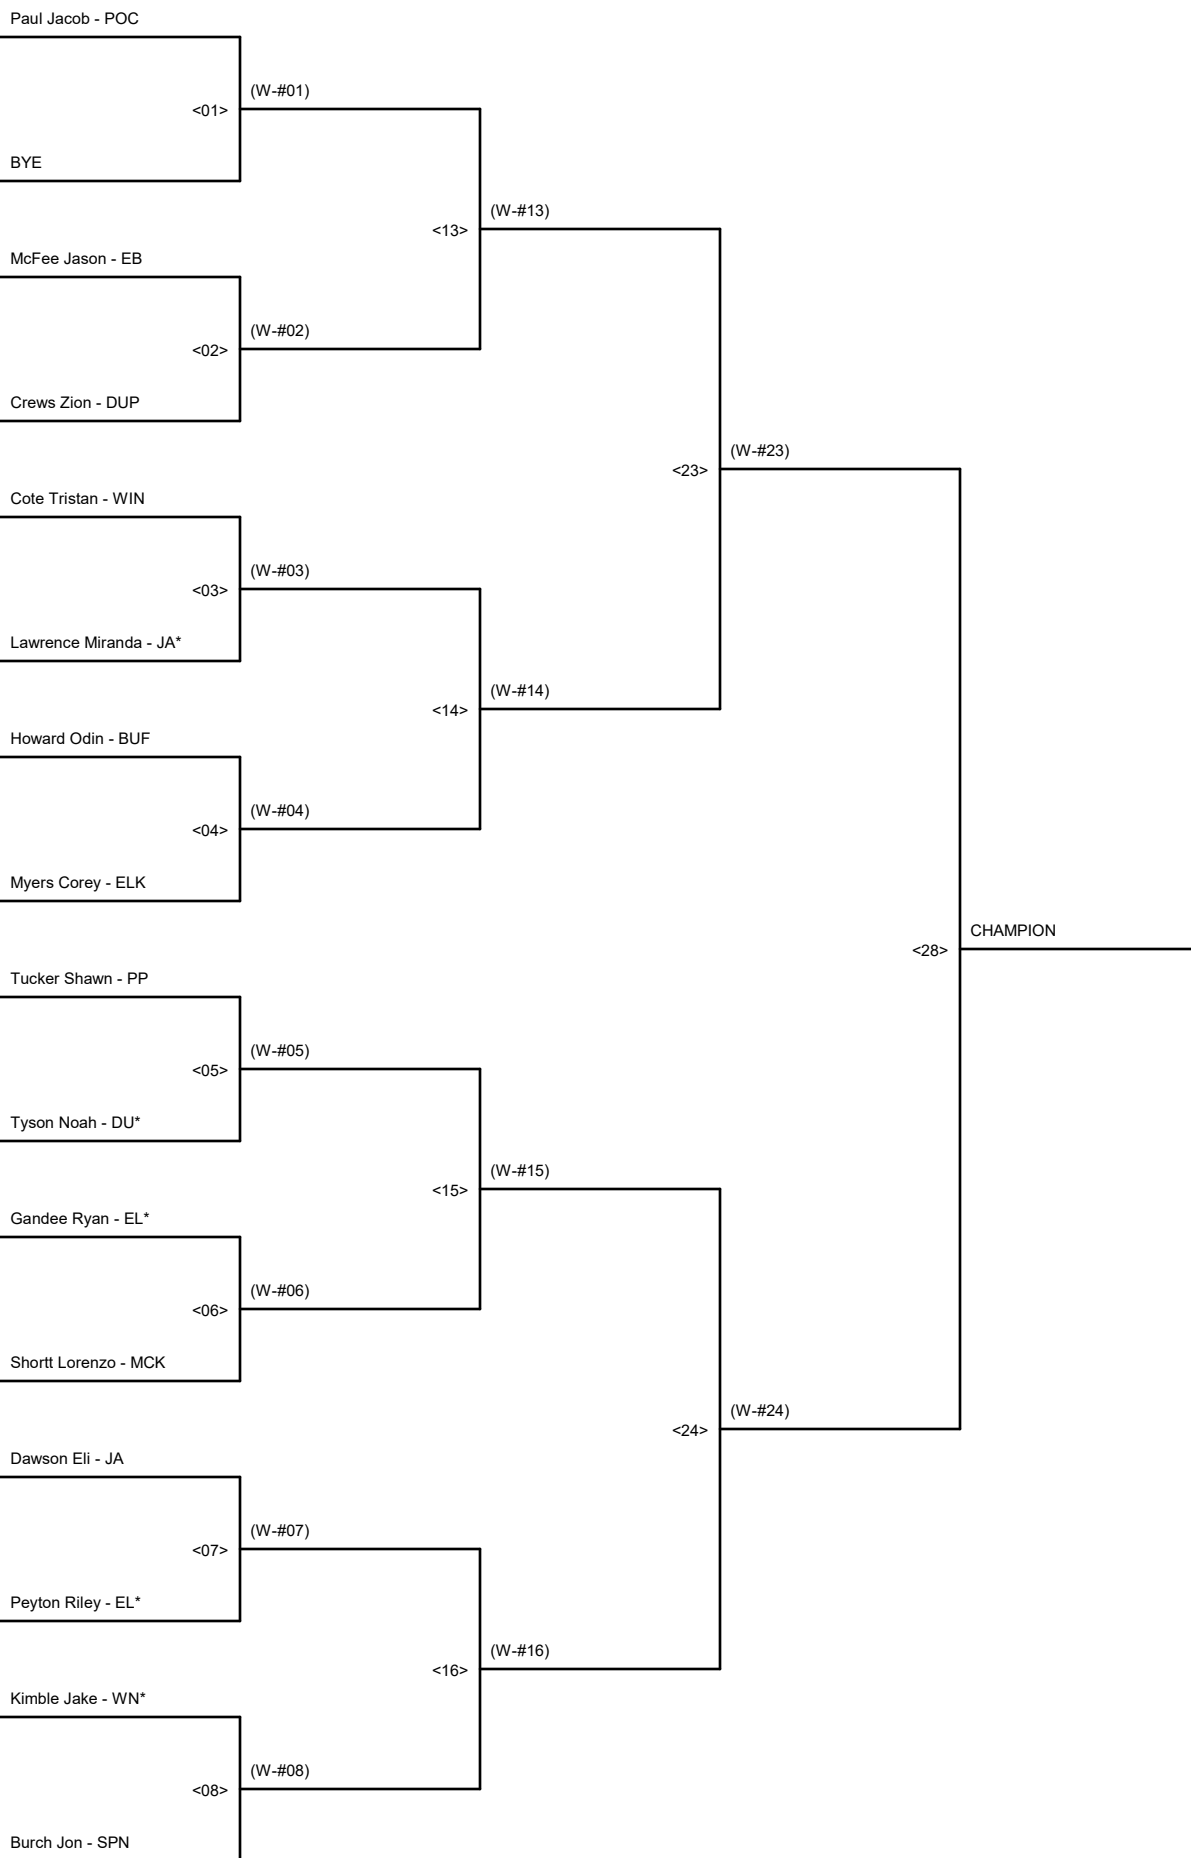 Paul Jacob - POC
(W-#01)
<01>
BYE
(W-#13)
<13>
McFee Jason - EB
(W-#02)
<02>
Crews Zion - DUP
(W-#23)
<23>
Cote Tristan - WIN
(W-#03)
<03>
Lawrence Miranda - JA*
(W-#14)
<14>
Howard Odin - BUF
(W-#04)
<04>
Myers Corey - ELK
CHAMPION
<28>
Tucker Shawn - PP
(W-#05)
<05>
Tyson Noah - DU*
(W-#15)
<15>
Gandee Ryan - EL*
(W-#06)
<06>
Shortt Lorenzo - MCK
(W-#24)
<24>
Dawson Eli - JA
(W-#07)
<07>
Peyton Riley - EL*
(W-#16)
<16>
Kimble Jake - WN*
(W-#08)
<08>
Burch Jon - SPN